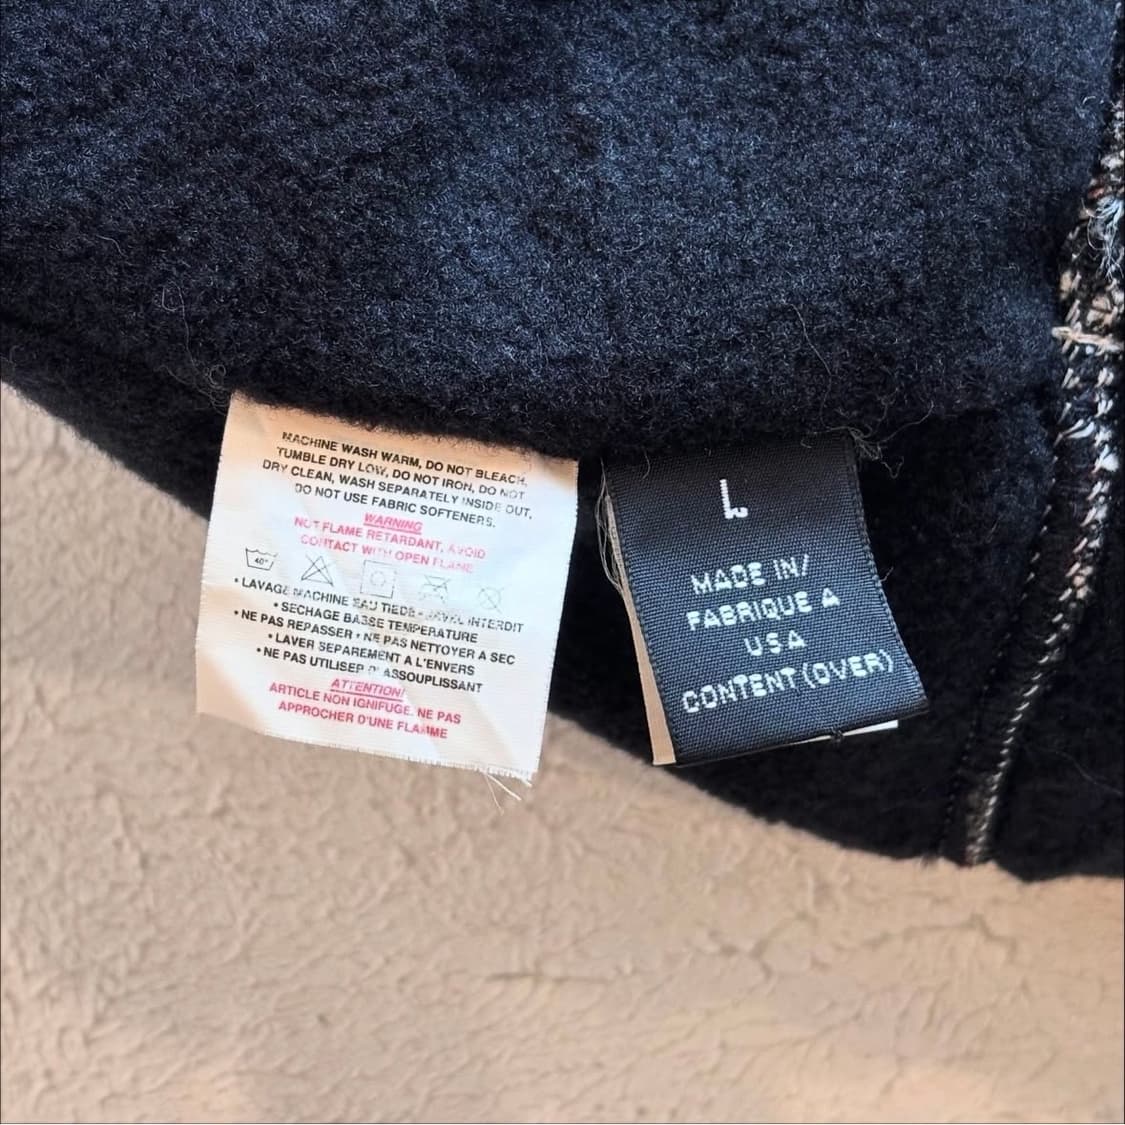 MACHINE WASH WARM, DO NOT BLEACH.
TUMBLE DRY LOW, DO NOT IRON, DO NOT
DRY CLEAN, WASH SEPARATELY INSIDE OUT,
DO NOT USE FABRIC SOFTENERS.
WARNING
NOT FLAME RETARDANT, AVOID
CONTACT WITH OPEN FLAME
40°
• LAVAGE MACHINE EAU TIEDE • JAVEL INTERDIT
• SECHAGE BASSE TEMPERATURE
• NE PAS REPASSER • NE PAS NETTOYER A SEC
• LAVER SEPAREMENT A L'ENVERS
• NE PAS UTILISER D'ASSOUPLISSANT
ATTENTION!
ARTICLE NON IGNIFUGE. NE PAS
APPROCHER D'UNE FLAMME
L
MADE IN/
FABRIQUE A
USA
CONTENT (OVER)